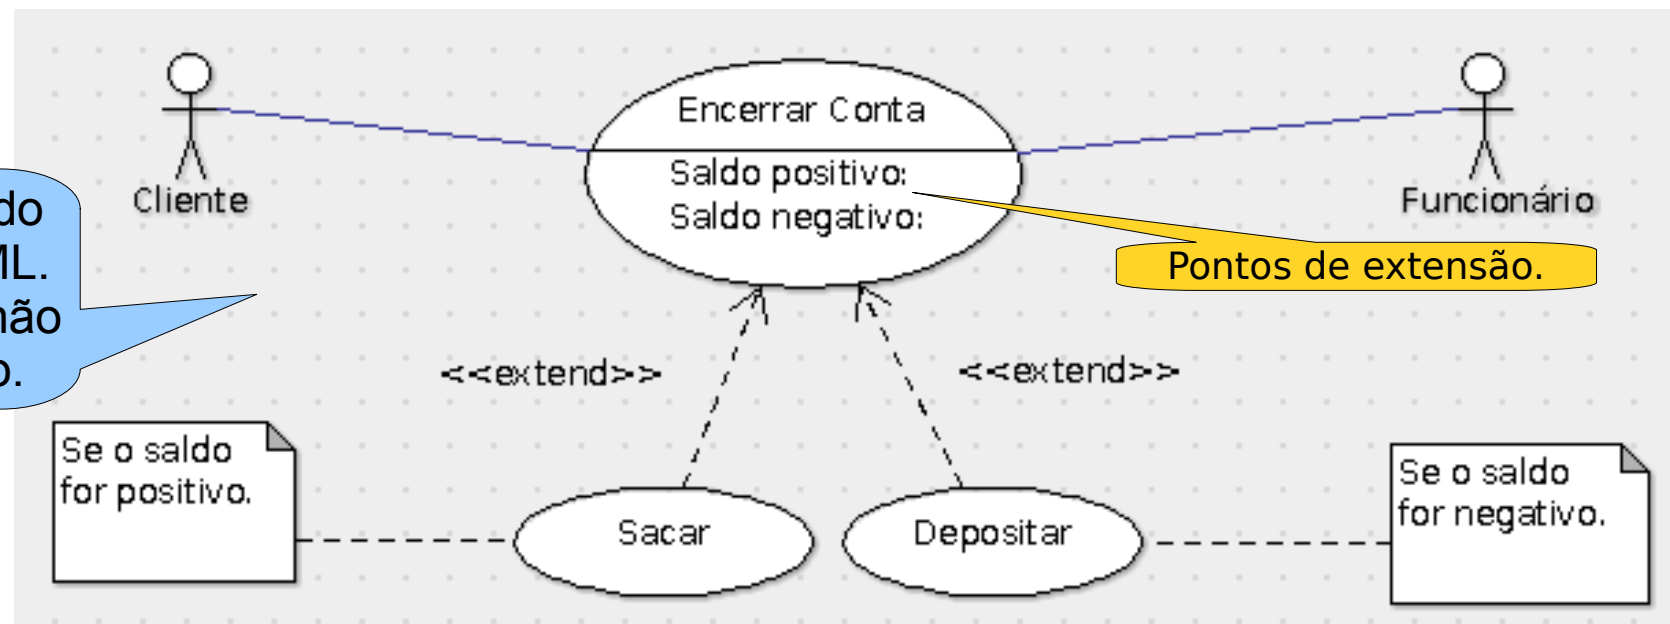 Encerrar Conta
Saldo positivo:
Saldo negativo:
Cliente
Funcionário
do
ML.
não
o.
Pontos de extensão.
<<extend>>
<<extend>>
Se o saldo
for positivo.
Sacar
Depositar
Se o saldo
for negativo.